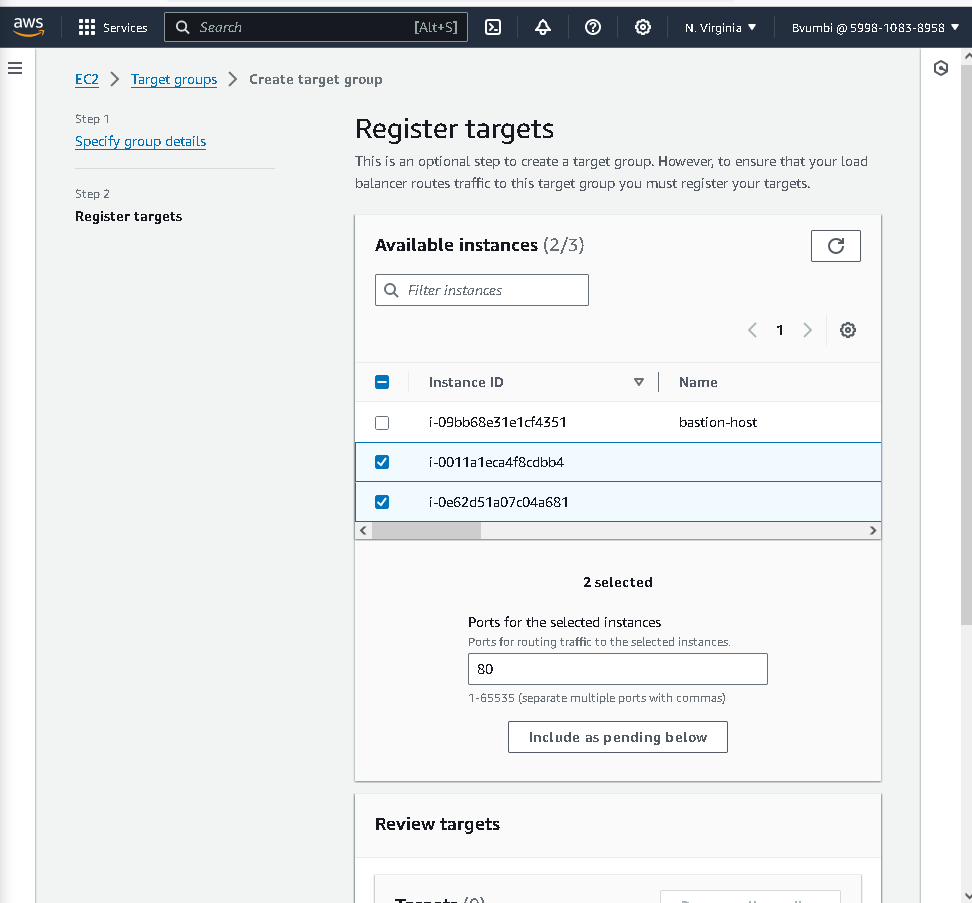 aws Services Search [Alt+S] N. Virginia Bvumbi @ 5998-1083-8958
EC2 Target groups Create target group
Step 1
Specify group details
Step 2
Register targets
Register targets
This is an optional step to create a target group. However, to ensure that your load
balancer routes traffic to this target group you must register your targets.
Available instances (2/3)
Filter instances
1
Instance ID Name
i-09bb68e31e1cf4351 bastion-host
i-0011a1eca4f8cdbb4
i-0e62d51a07c04a681
2 selected
Ports for the selected instances
Ports for routing traffic to the selected instances.
80
1-65535 (separate multiple ports with commas)
Include as pending below
Review targets
Targets (0)